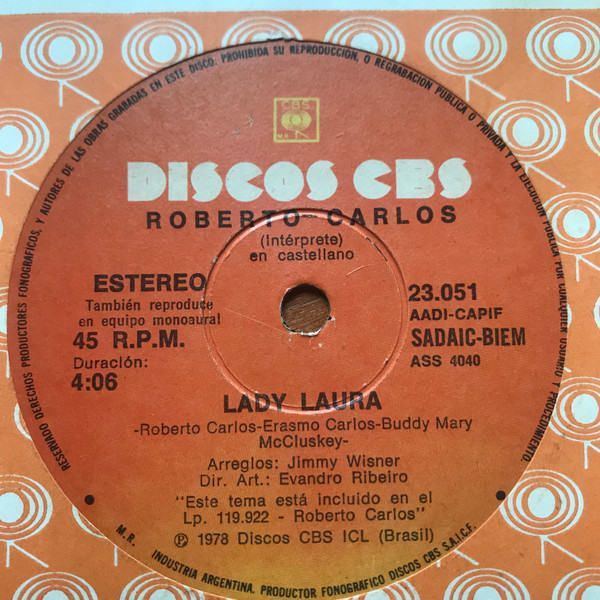 RESERVADO DERECHOS PRODUCTORES FONOGRAFICOS, Y AUTORES DE LAS OBRAS GRABADAS EN ESTE DISCO: PROHIBIDA SU REPRODUCCION, O REGRABACION PUBLICA O PRIVADA Y LA EJECUCION PUBLICA POR CUALQUIER USUARIO Y PROCEDIMIENTO.
CBS
M.R.
DISCOS CBS
ROBERTO CARLOS
(Intérprete)
en castellano
ESTEREO
También reproduce
en equipo monoaural
45 R.P.M.
Duración:
4:06
23.051
AADI-CAPIF
SADAIC-BIEM
ASS 4040
LADY LAURA
-Roberto Carlos-Erasmo Carlos-Buddy Mary
McCluskey-
Arreglos: Jimmy Wisner
Dir. Art.: Evandro Ribeiro
"Este tema está incluido en el
Lp. 119.922 - Roberto Carlos"
Ⓟ 1978 Discos CBS ICL (Brasil)
M.R. INDUSTRIA ARGENTINA. PRODUCTOR FONOGRAFICO DISCOS CBS S.A.I.C.F.